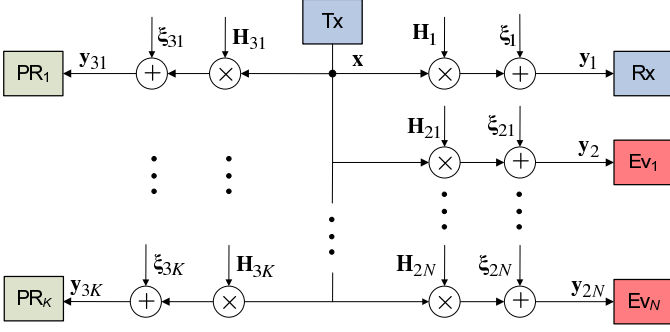 Tx
ξ31 H31 H1 ξ1
PR1 y31 x y1 Rx
H21 ξ21
y2 Ev1
ξ3K H3K H2N ξ2N
PRK y3K y2N EvN